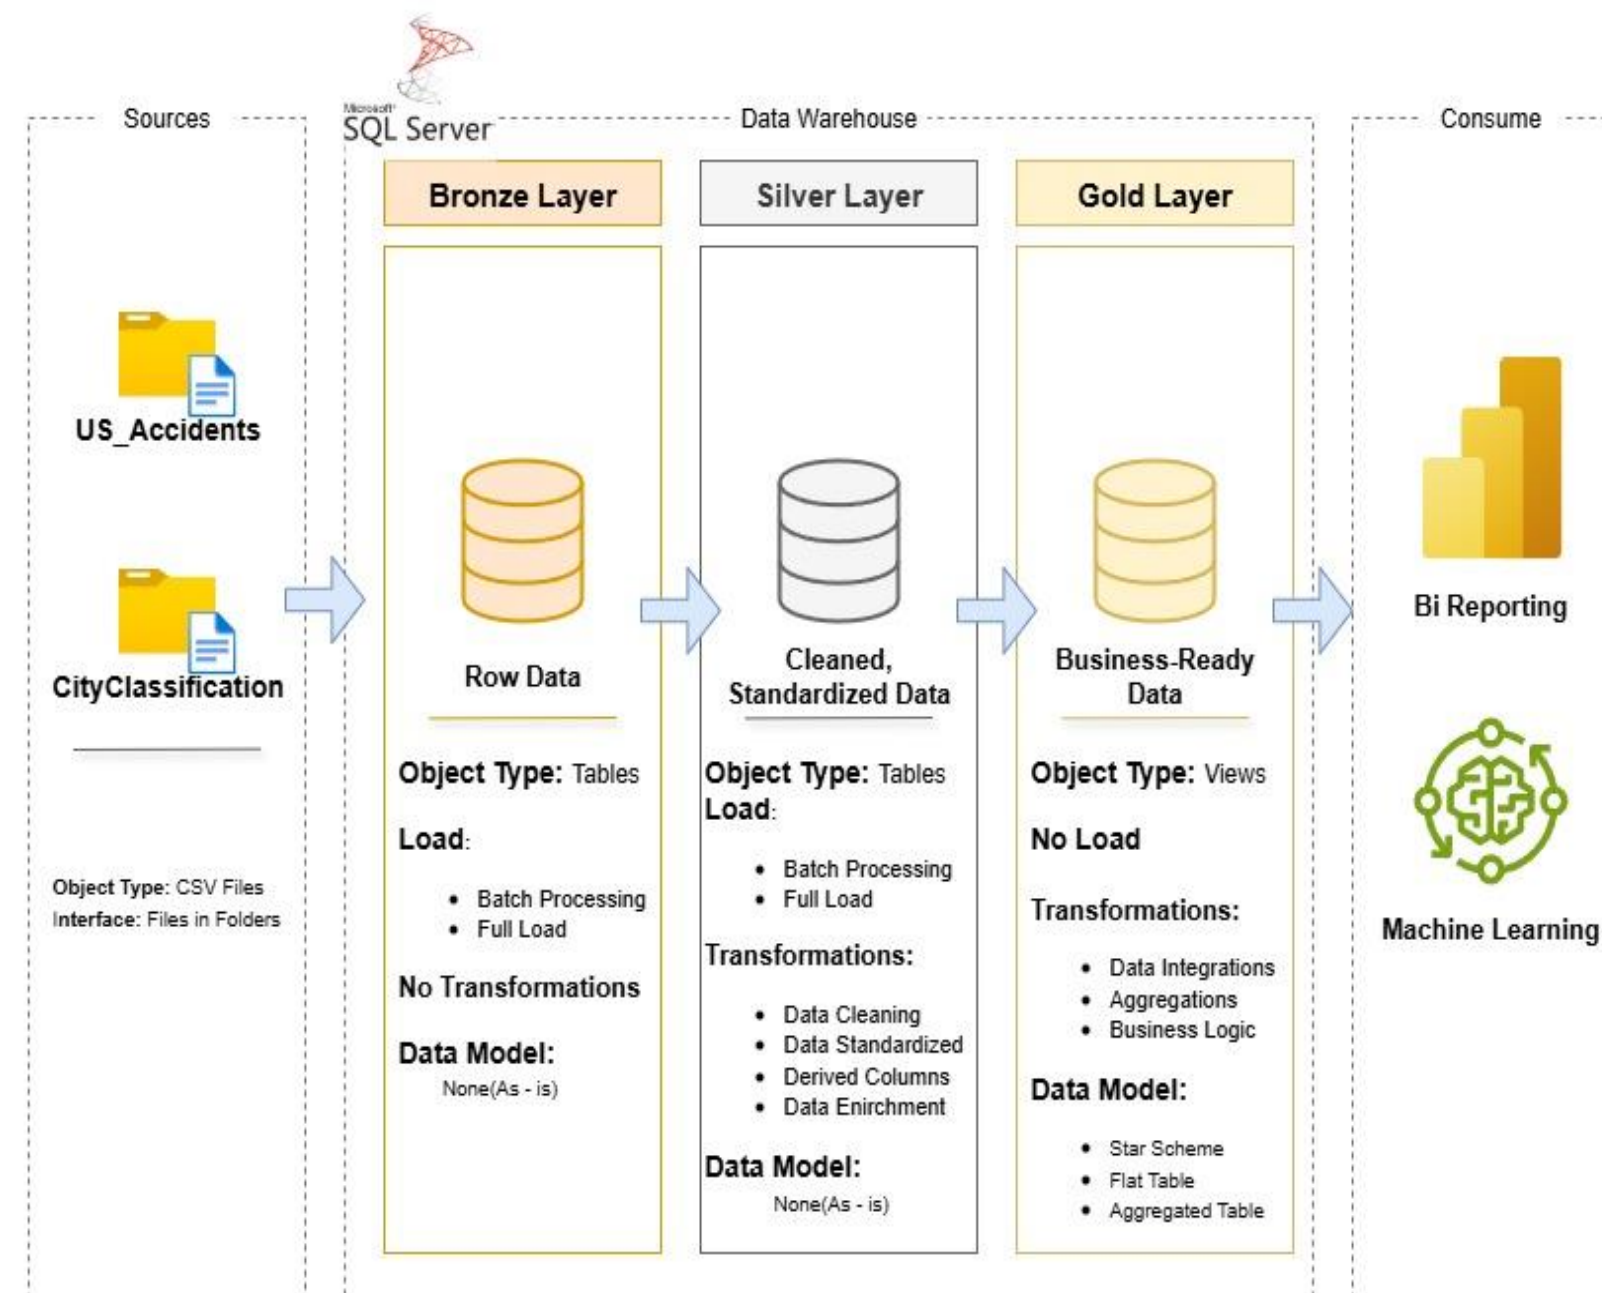 Sources
US_Accidents
CityClassification
Object Type: CSV Files
Interface: Files in Folders
Microsoft®
SQL Server
Data Warehouse
Bronze Layer
Row Data
Object Type: Tables
Load:
Batch Processing
Full Load
No Transformations
Data Model:
None(As - is)
Silver Layer
Cleaned,
Standardized Data
Object Type: Tables
Load:
Batch Processing
Full Load
Transformations:
Data Cleaning
Data Standardized
Derived Columns
Data Enirchment
Data Model:
None(As - is)
Gold Layer
Business-Ready
Data
Object Type: Views
No Load
Transformations:
Data Integrations
Aggregations
Business Logic
Data Model:
Star Scheme
Flat Table
Aggregated Table
Consume
Bi Reporting
Machine Learning